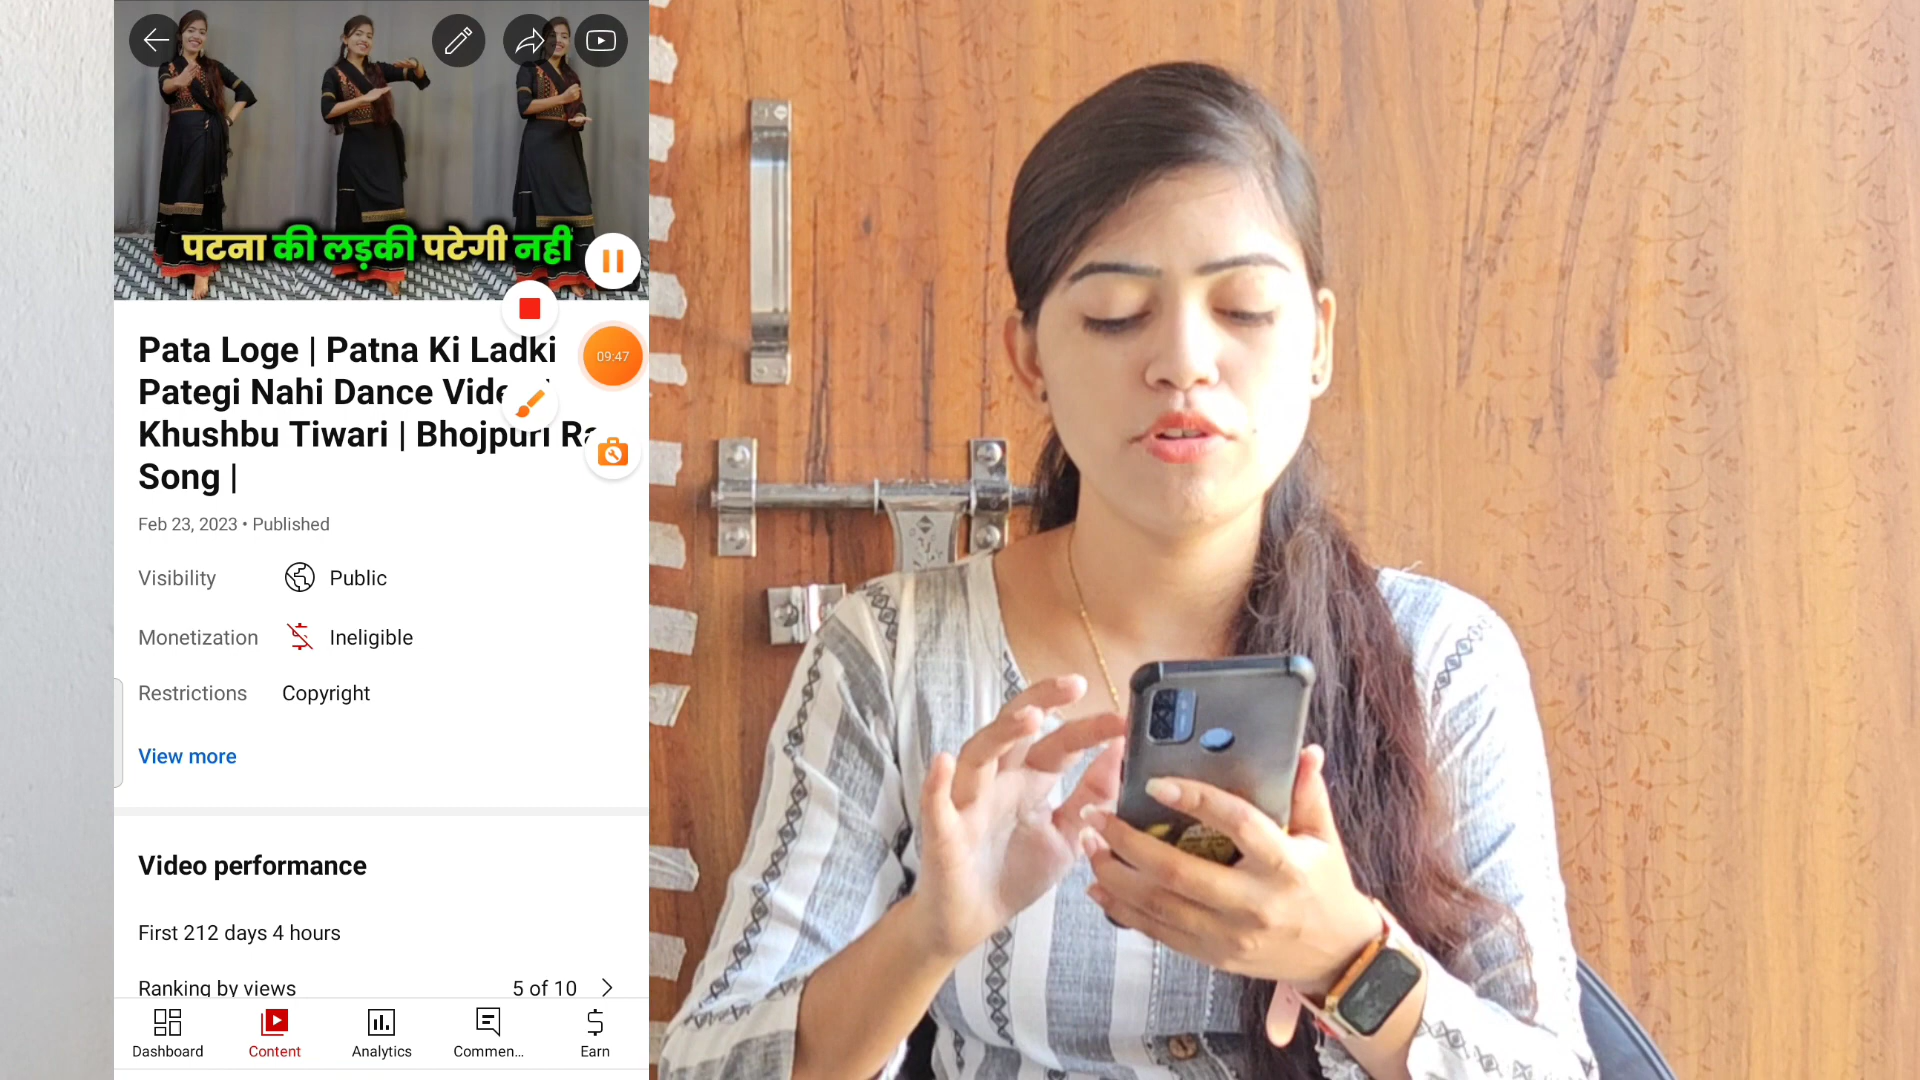 पटना की लड़की पटेगी नहीं
Pata Loge | Patna Ki Ladki
Pategi Nahi Dance
Khushbu Tiwari | Bhojpuri
Song |
09:47
Feb 23, 2023 • Published
Visibility Public
Monetization Ineligible
Restrictions Copyright
View more
Video performance
First 212 days 4 hours
Ranking by views 5 of 10
Dashboard Content Analytics Commen... Earn